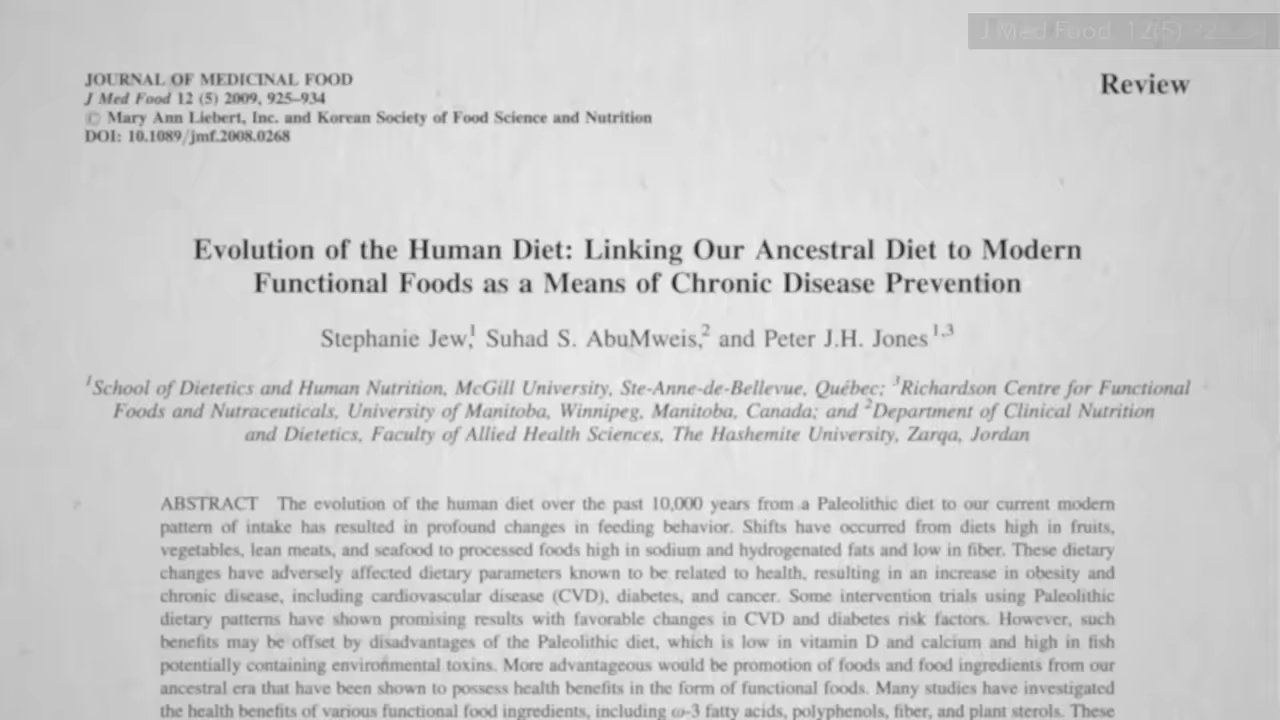 J Med Food 12(5)
JOURNAL OF MEDICINAL FOOD
Review
J Med Food 12 (5) 2009, 925–934
© Mary Ann Liebert, Inc. and Korean Society of Food Science and Nutrition
DOI: 10.1089/jmf.2008.0268
Evolution of the Human Diet: Linking Our Ancestral Diet to Modern
Functional Foods as a Means of Chronic Disease Prevention
Stephanie Jew,1 Suhad S. AbuMweis,2 and Peter J.H. Jones1,3
1School of Dietetics and Human Nutrition, McGill University, Ste-Anne-de-Bellevue, Québec; 3Richardson Centre for Functional
Foods and Nutraceuticals, University of Manitoba, Winnipeg, Manitoba, Canada; and 2Department of Clinical Nutrition
and Dietetics, Faculty of Allied Health Sciences, The Hashemite University, Zarqa, Jordan
ABSTRACT The evolution of the human diet over the past 10,000 years from a Paleolithic diet to our current modern
pattern of intake has resulted in profound changes in feeding behavior. Shifts have occurred from diets high in fruits,
vegetables, lean meats, and seafood to processed foods high in sodium and hydrogenated fats and low in fiber. These dietary
changes have adversely affected dietary parameters known to be related to health, resulting in an increase in obesity and
chronic disease, including cardiovascular disease (CVD), diabetes, and cancer. Some intervention trials using Paleolithic
dietary patterns have shown promising results with favorable changes in CVD and diabetes risk factors. However, such
benefits may be offset by disadvantages of the Paleolithic diet, which is low in vitamin D and calcium and high in fish
potentially containing environmental toxins. More advantageous would be promotion of foods and food ingredients from our
ancestral era that have been shown to possess health benefits in the form of functional foods. Many studies have investigated
the health benefits of various functional food ingredients, including ω-3 fatty acids, polyphenols, fiber, and plant sterols. These